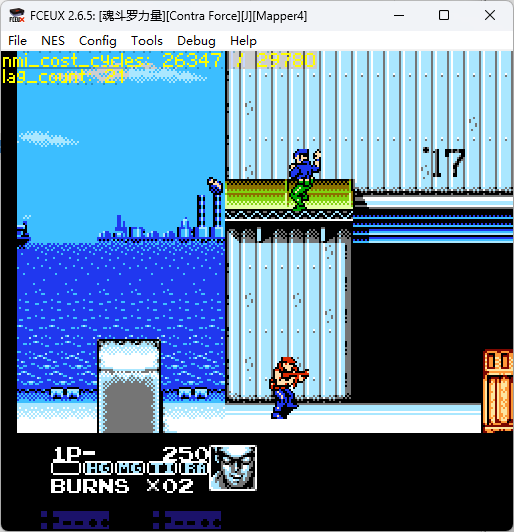 FCEUX 2.6.5: [魂斗罗力量][Contra Force][J][Mapper4]
File NES Config Tools Debug Help
nmi_cost_cycles: 26347 / 29780
lag_count: 21
17
1P- 250
HG MG TI BA
BURNS ×02